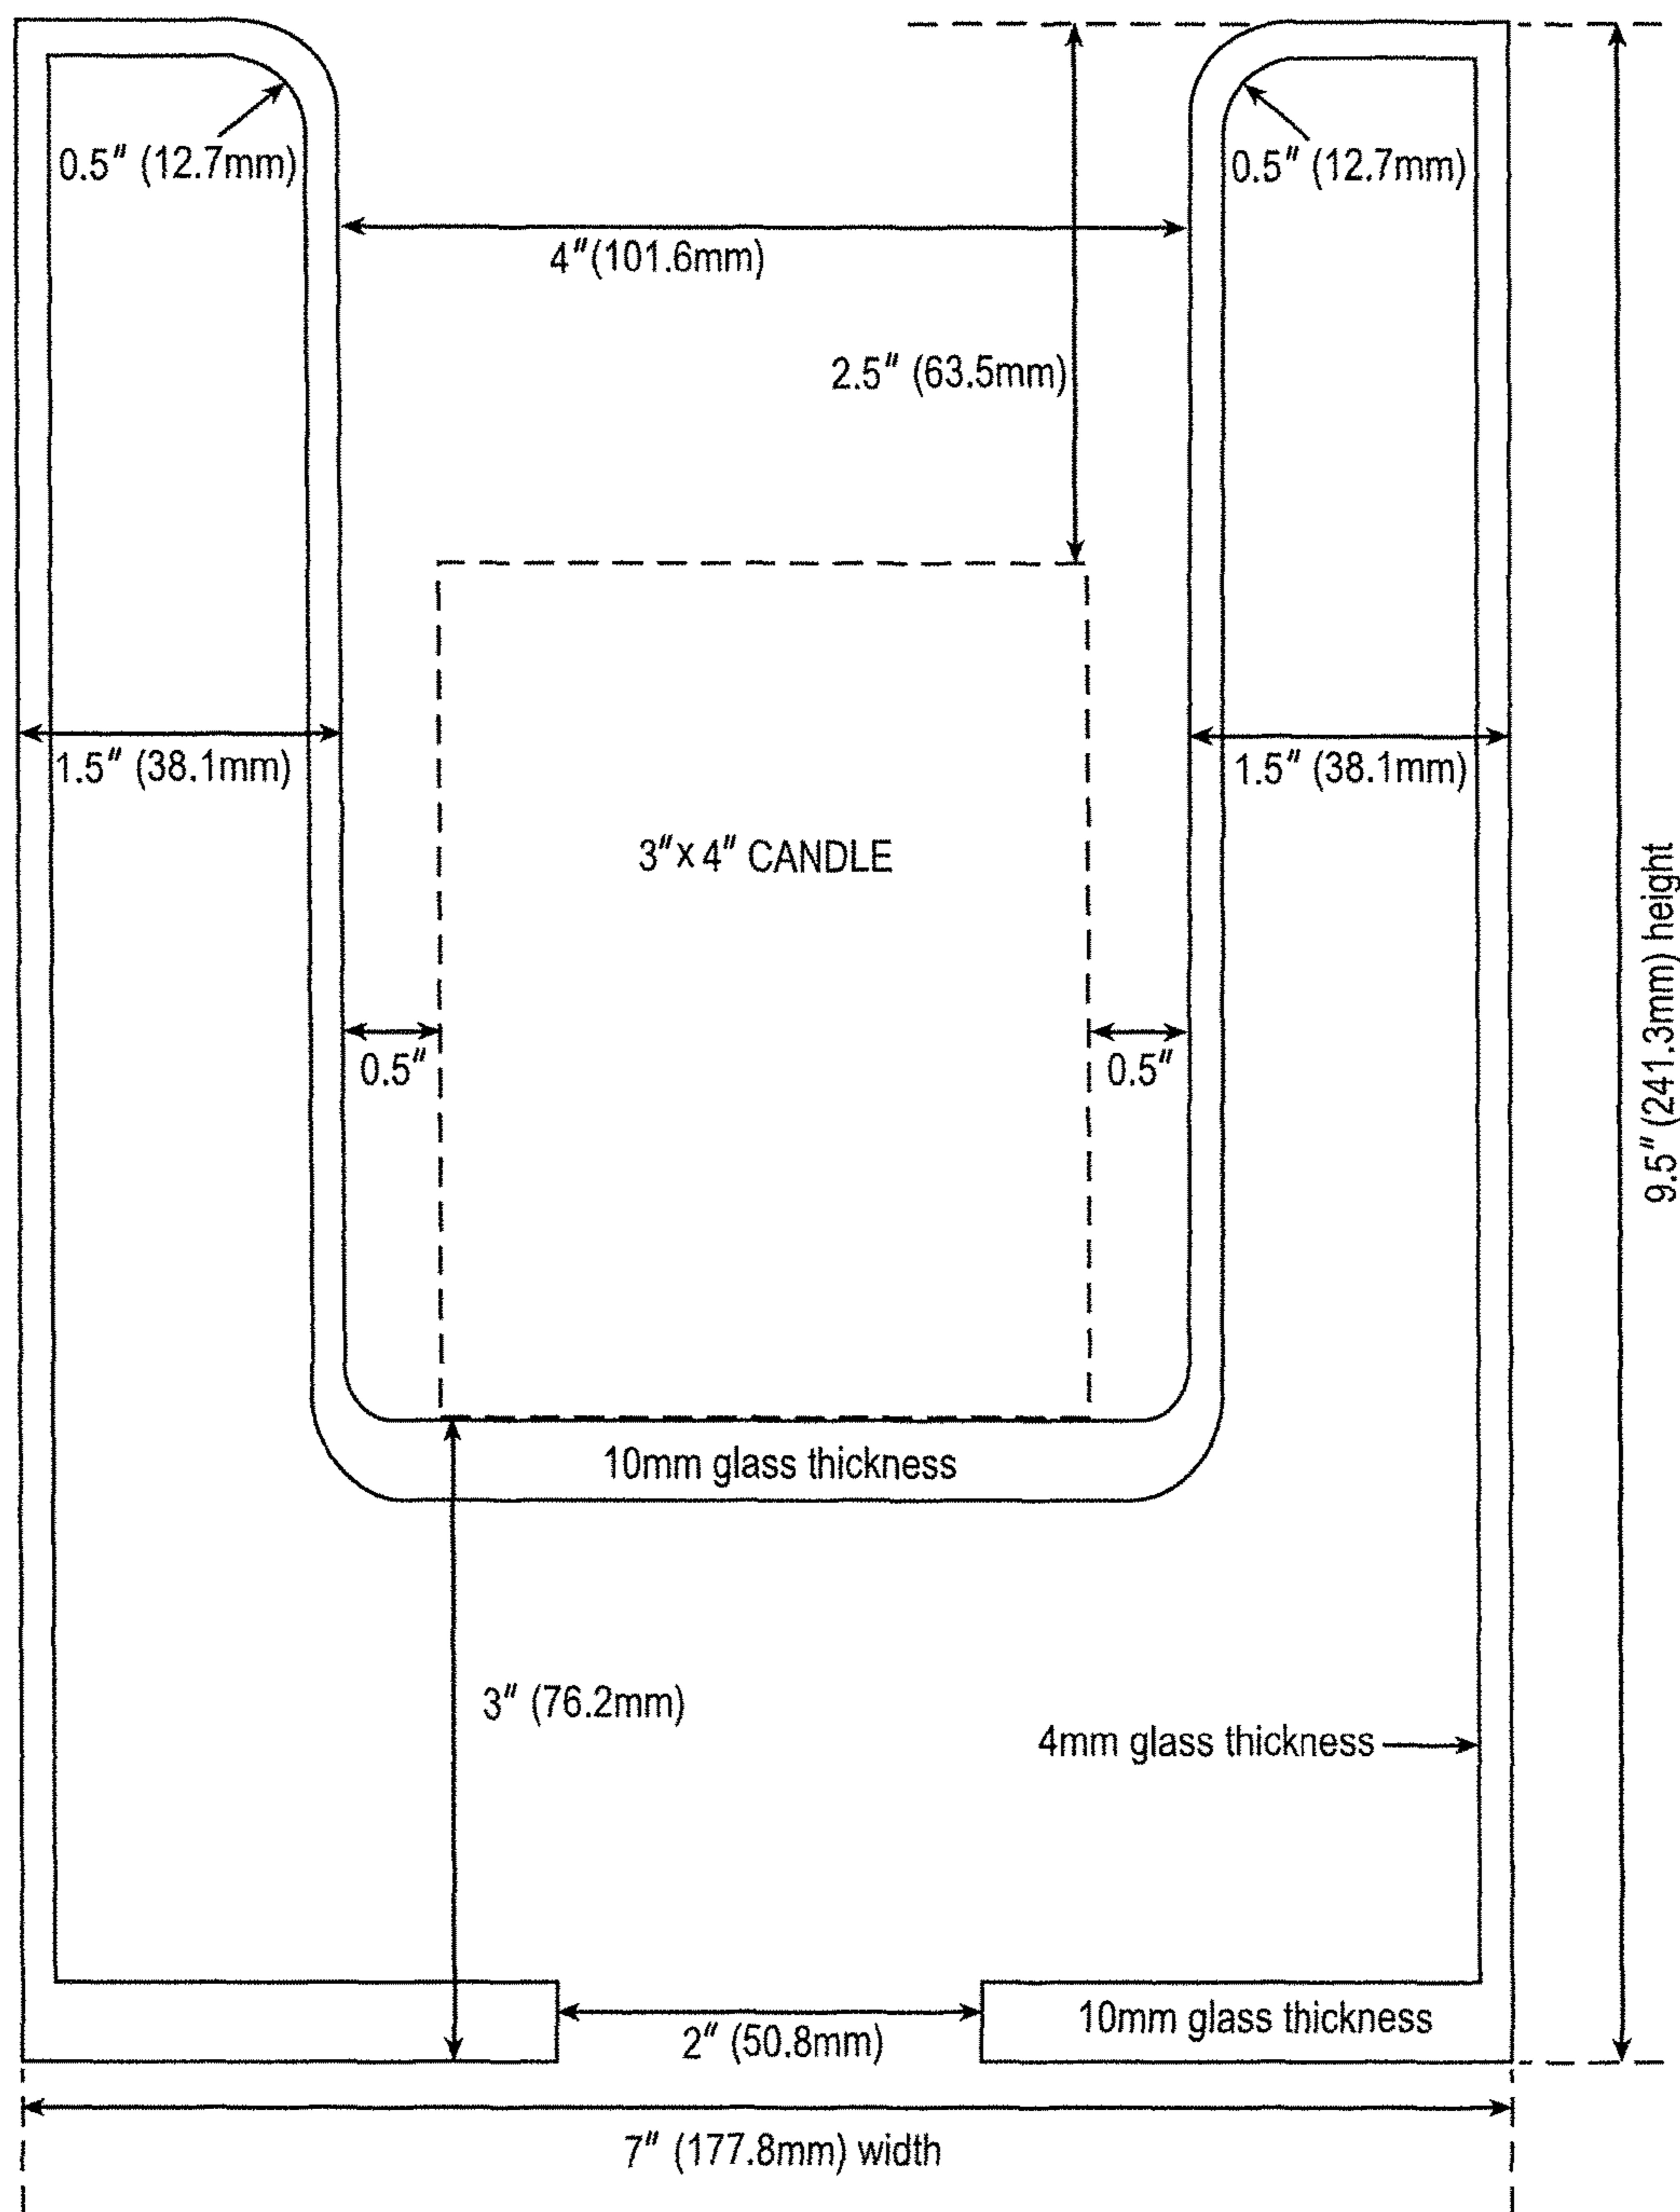 0.5" (12.7mm)
0.5" (12.7mm)
4"(101.6mm)
2.5" (63.5mm)
1.5" (38.1mm)
1.5" (38.1mm)
3"x 4" CANDLE
9.5" (241.3mm) height
0.5"
0.5"
10mm glass thickness
3" (76.2mm)
4mm glass thickness
10mm glass thickness
2" (50.8mm)
7" (177.8mm) width